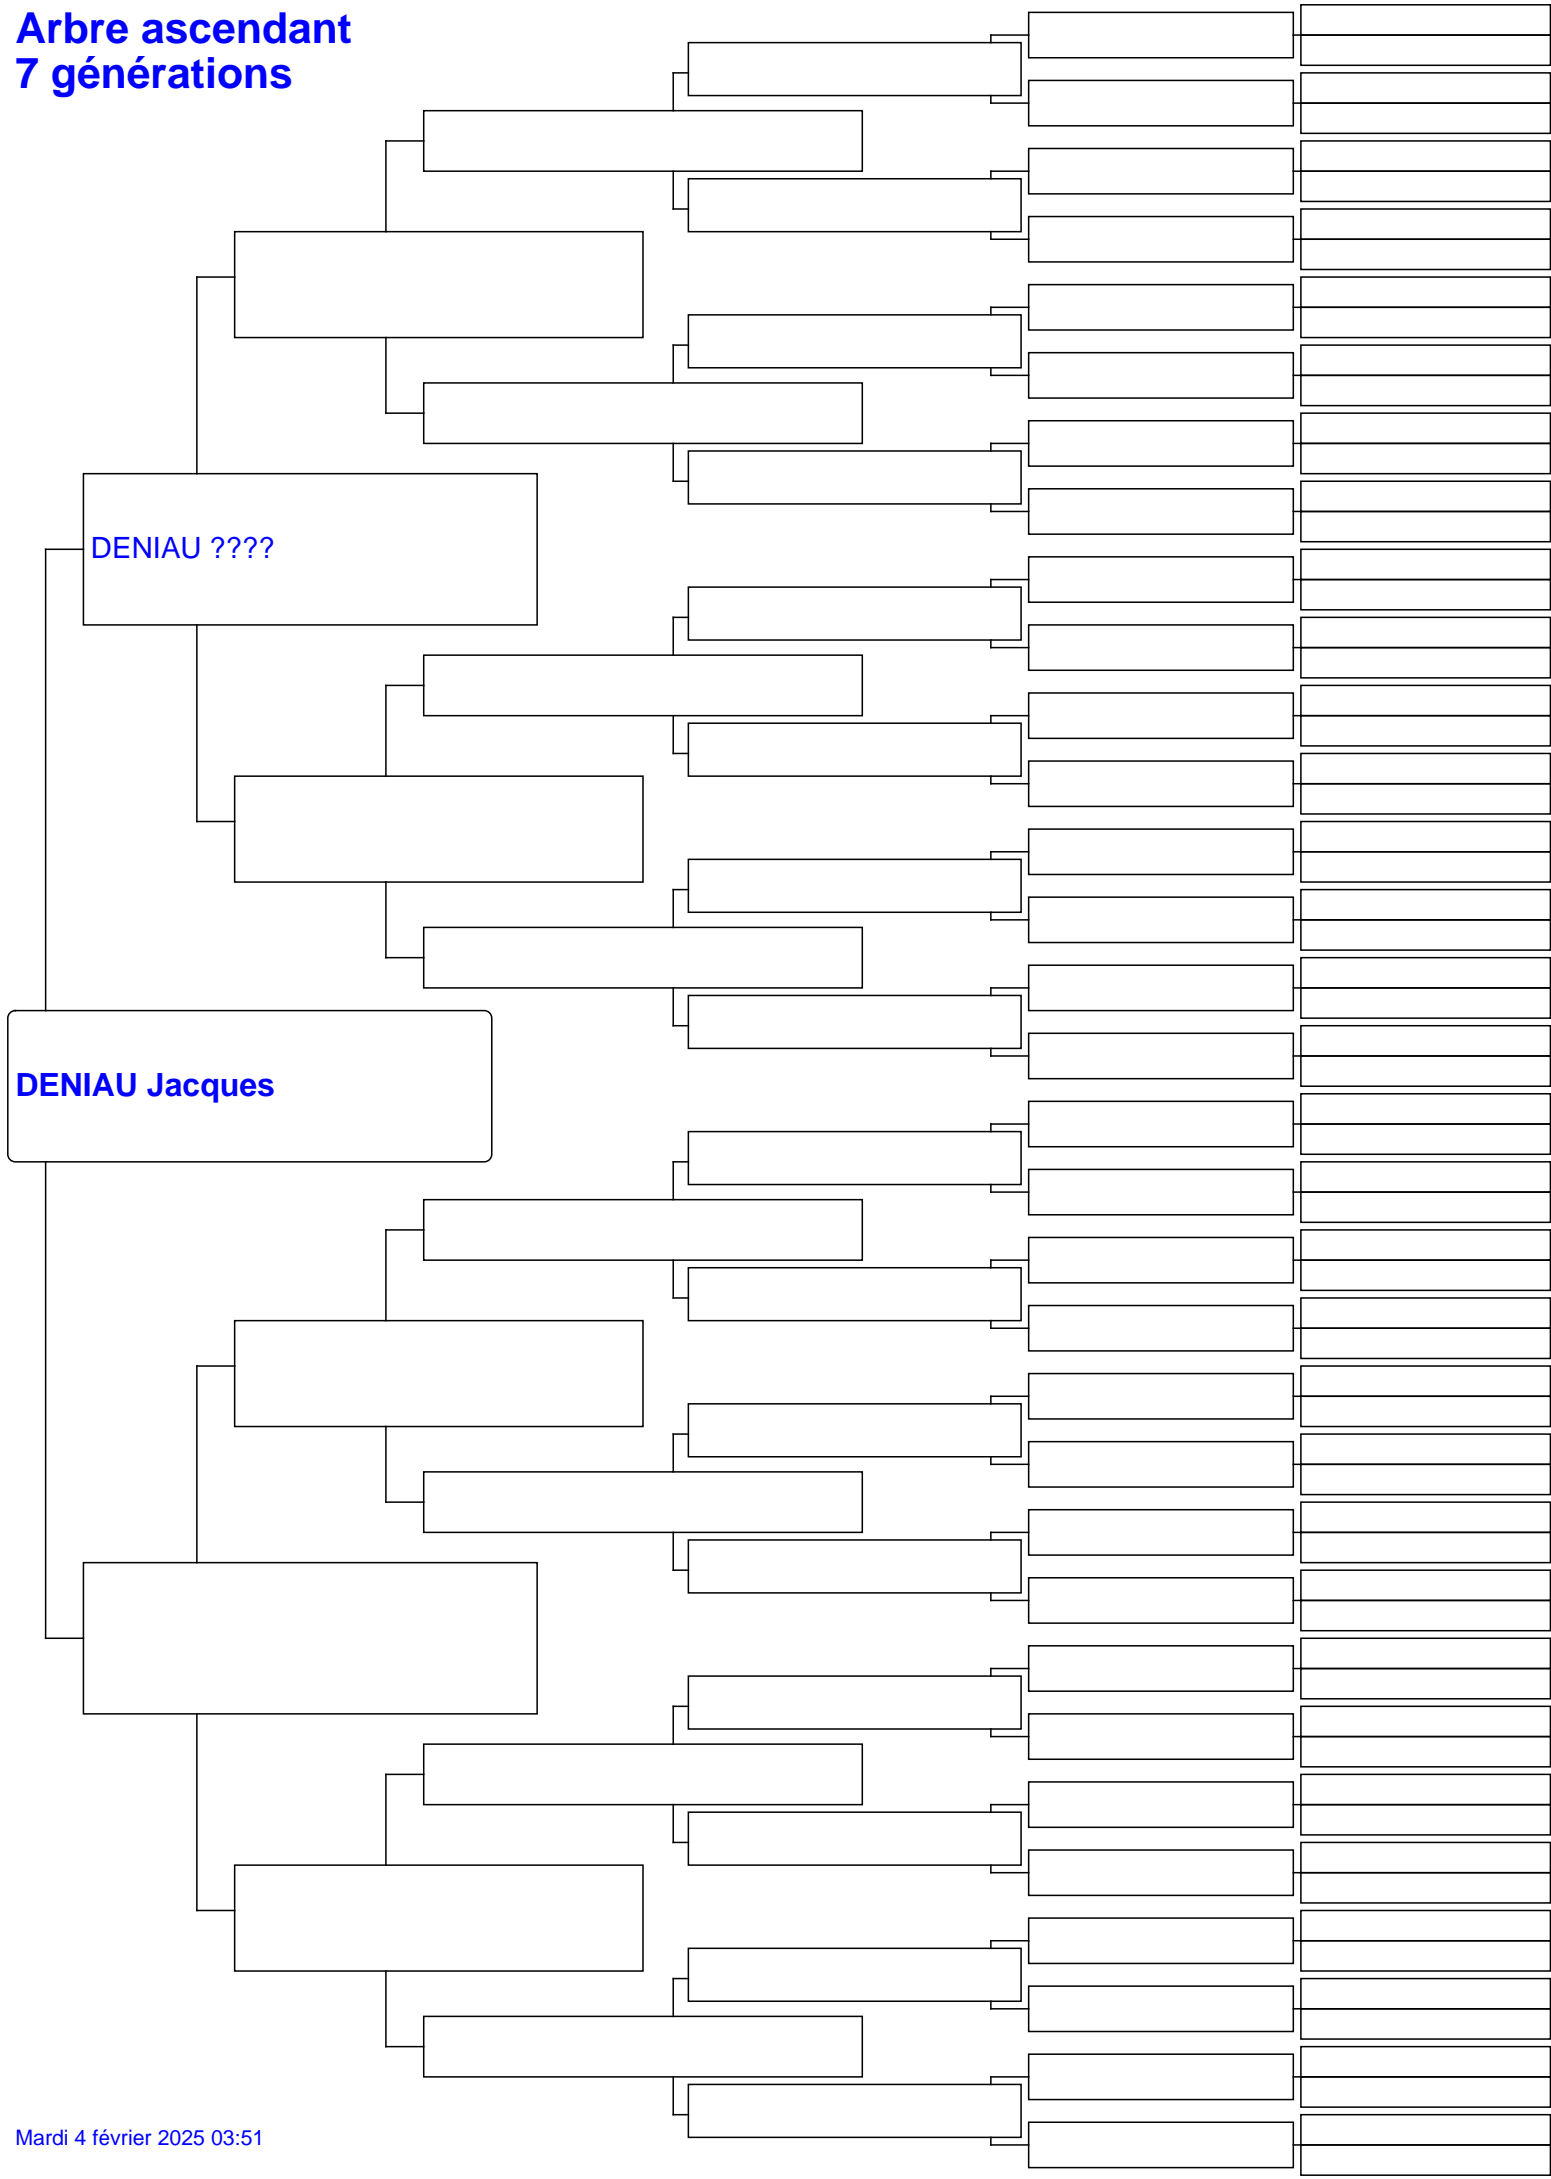 Arbre ascendant
7 générations
DENIAU ????
DENIAU Jacques
Mardi 4 février 2025 03:51